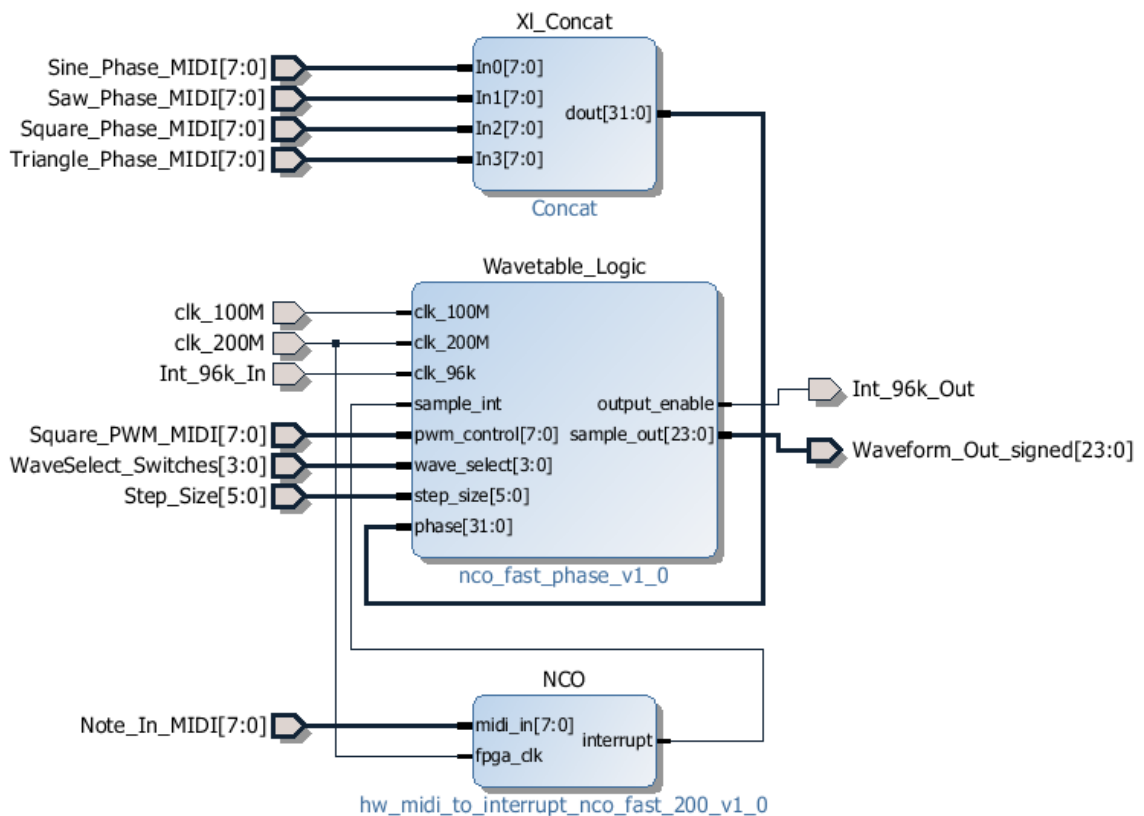 Xl_Concat
Sine_Phase_MIDI[7:0]
Saw_Phase_MIDI[7:0]
Square_Phase_MIDI[7:0]
Triangle_Phase_MIDI[7:0]
In0[7:0]
In1[7:0]
In2[7:0]
In3[7:0]
dout[31:0]
Concat
Wavetable_Logic
clk_100M
clk_200M
Int_96k_In
Square_PWM_MIDI[7:0]
WaveSelect_Switches[3:0]
Step_Size[5:0]
clk_100M
clk_200M
clk_96k
sample_int
pwm_control[7:0]
wave_select[3:0]
step_size[5:0]
phase[31:0]
output_enable
sample_out[23:0]
Int_96k_Out
Waveform_Out_signed[23:0]
nco_fast_phase_v1_0
NCO
Note_In_MIDI[7:0]
midi_in[7:0]
fpga_clk
interrupt
hw_midi_to_interrupt_nco_fast_200_v1_0